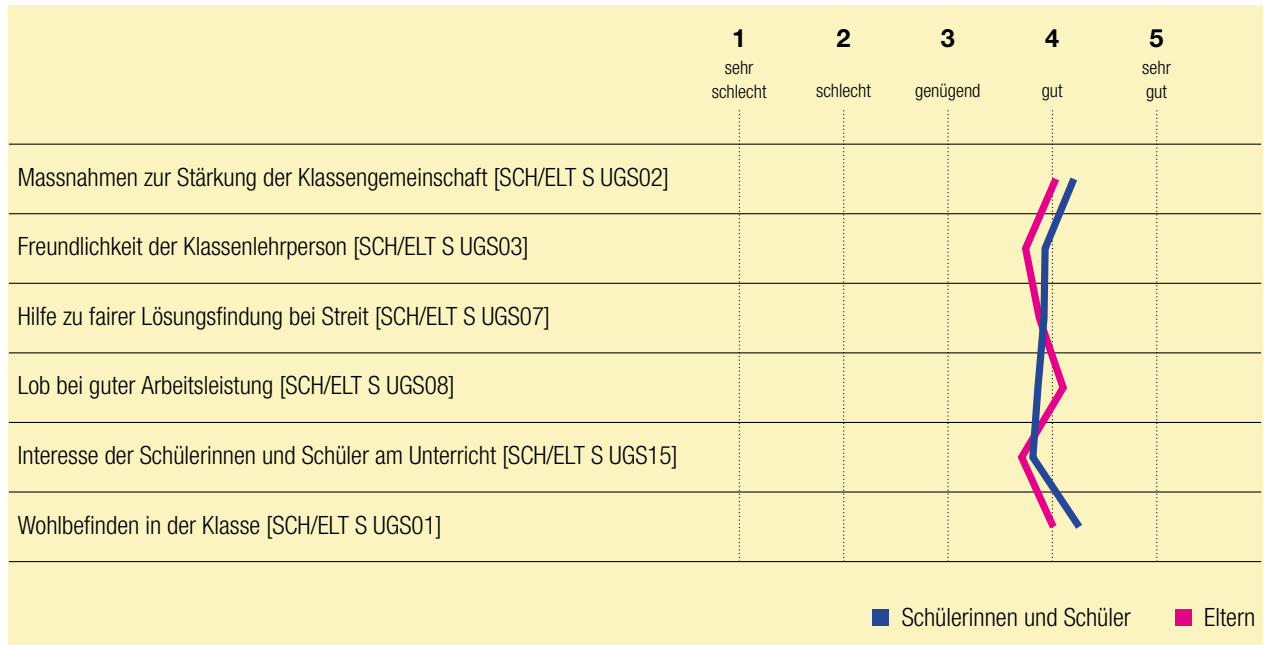 1 2 3 4 5
sehr schlecht schlecht genügend gut sehr gut
Massnahmen zur Stärkung der Klassengemeinschaft [SCH/ELT S UGS02]
Freundlichkeit der Klassenlehrperson [SCH/ELT S UGS03]
Hilfe zu fairer Lösungsfindung bei Streit [SCH/ELT S UGS07]
Lob bei guter Arbeitsleistung [SCH/ELT S UGS08]
Interesse der Schülerinnen und Schüler am Unterricht [SCH/ELT S UGS15]
Wohlbefinden in der Klasse [SCH/ELT S UGS01]
Schülerinnen und Schüler Eltern